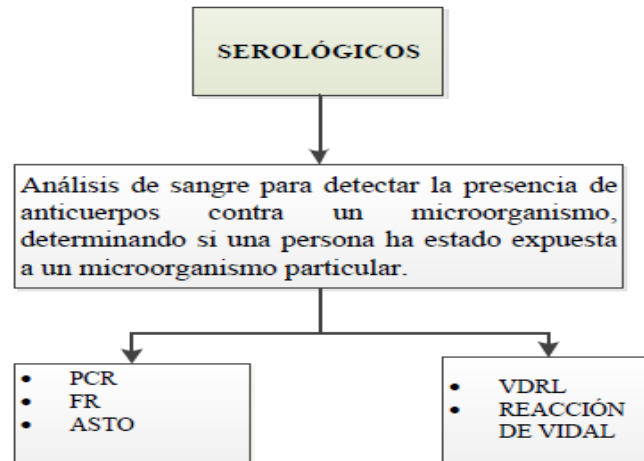 SEROLÓGICOS
Análisis de sangre para detectar la presencia de
anticuerpos contra un microorganismo,
determinando si una persona ha estado expuesta
a un microorganismo particular.
• PCR
• FR
• ASTO
• VDRL
• REACCIÓN
DE VIDAL